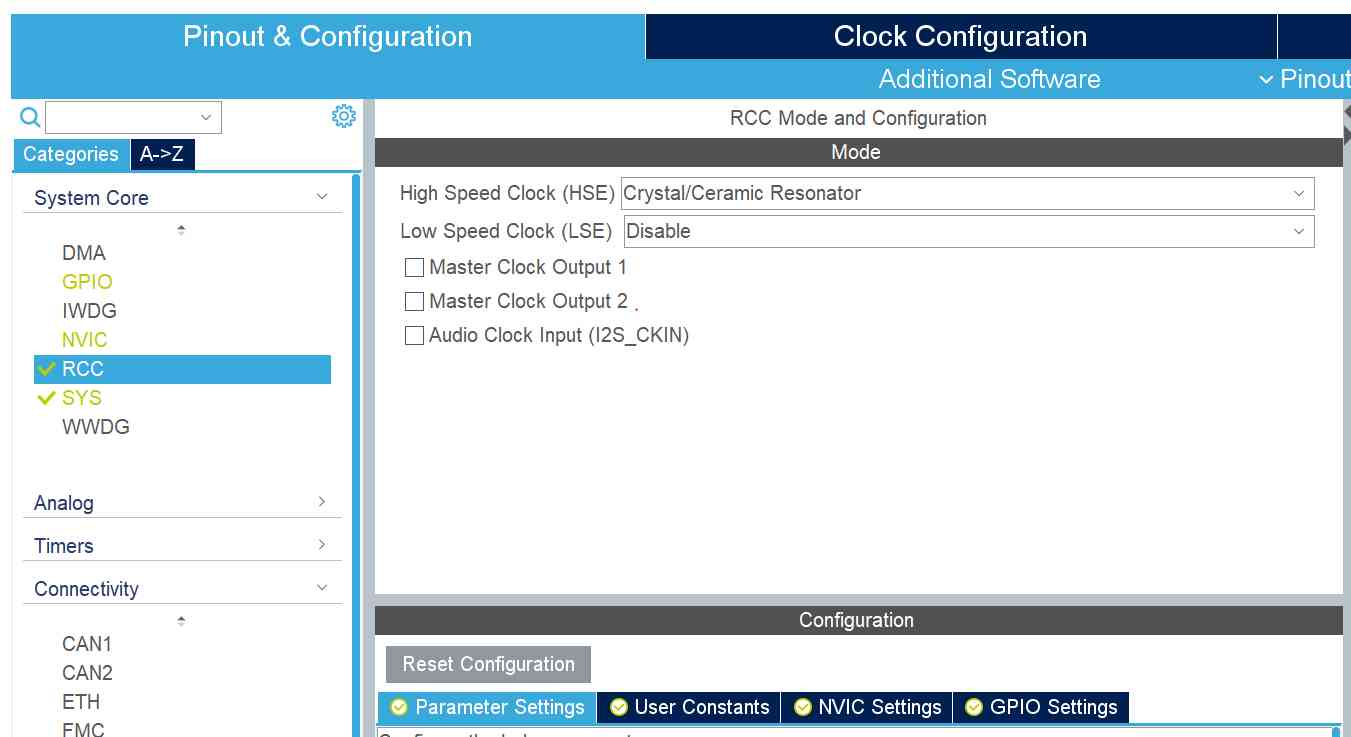 Pinout & Configuration
Clock Configuration
Additional Software
Pinout
Categories
A->Z
System Core
DMA
GPIO
IWDG
NVIC
RCC
SYS
WWDG
Analog
Timers
Connectivity
CAN1
CAN2
ETH
FMC
RCC Mode and Configuration
Mode
High Speed Clock (HSE) Crystal/Ceramic Resonator
Low Speed Clock (LSE) Disable
Master Clock Output 1
Master Clock Output 2
Audio Clock Input (I2S_CKIN)
Configuration
Reset Configuration
Parameter Settings
User Constants
NVIC Settings
GPIO Settings